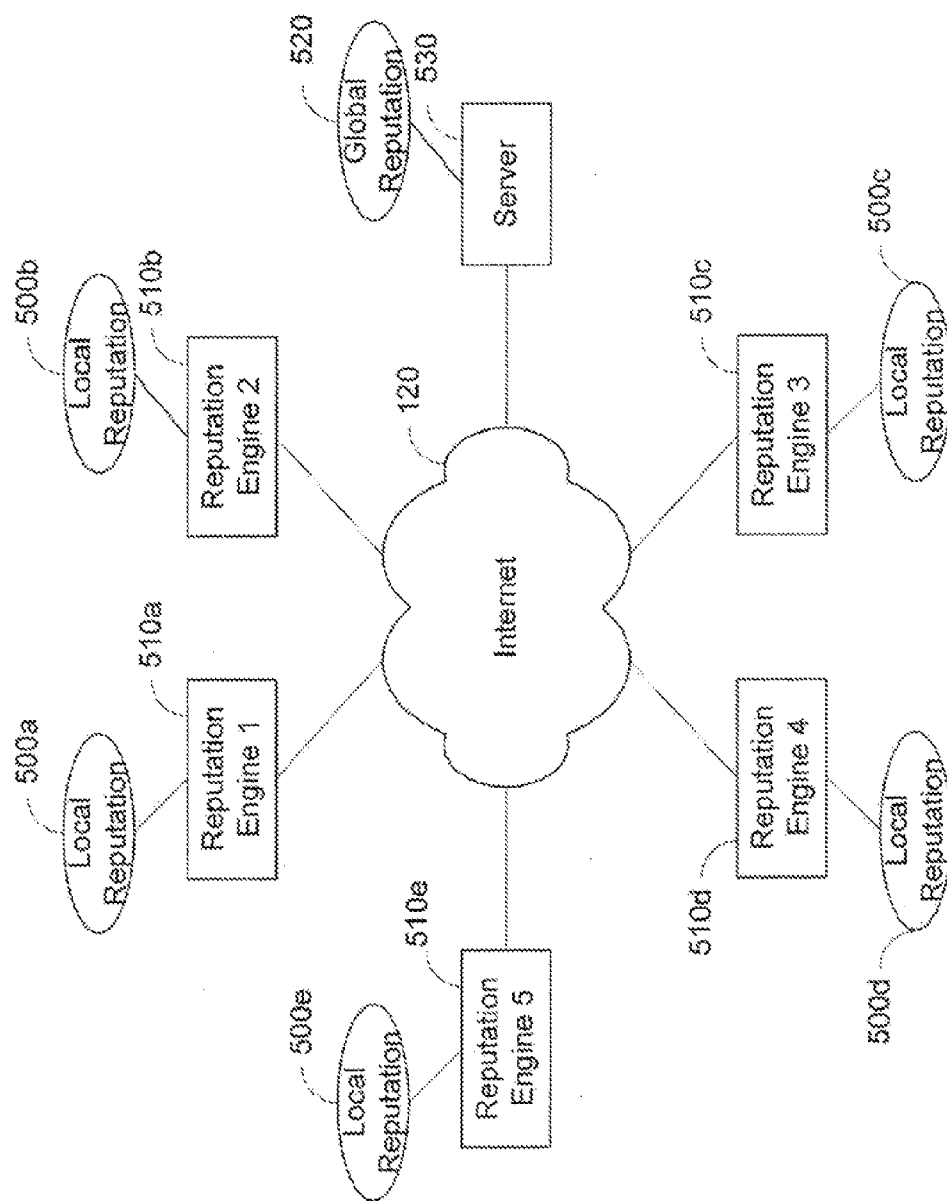 500a
Local
Reputation
510a
Reputation
Engine 1
500b
Local
Reputation
510b
Reputation
Engine 2
520
Global
Reputation
530
Server
120
Internet
500e
Local
Reputation
510e
Reputation
Engine 5
510d
Reputation
Engine 4
500d
Local
Reputation
510c
Reputation
Engine 3
500c
Local
Reputation